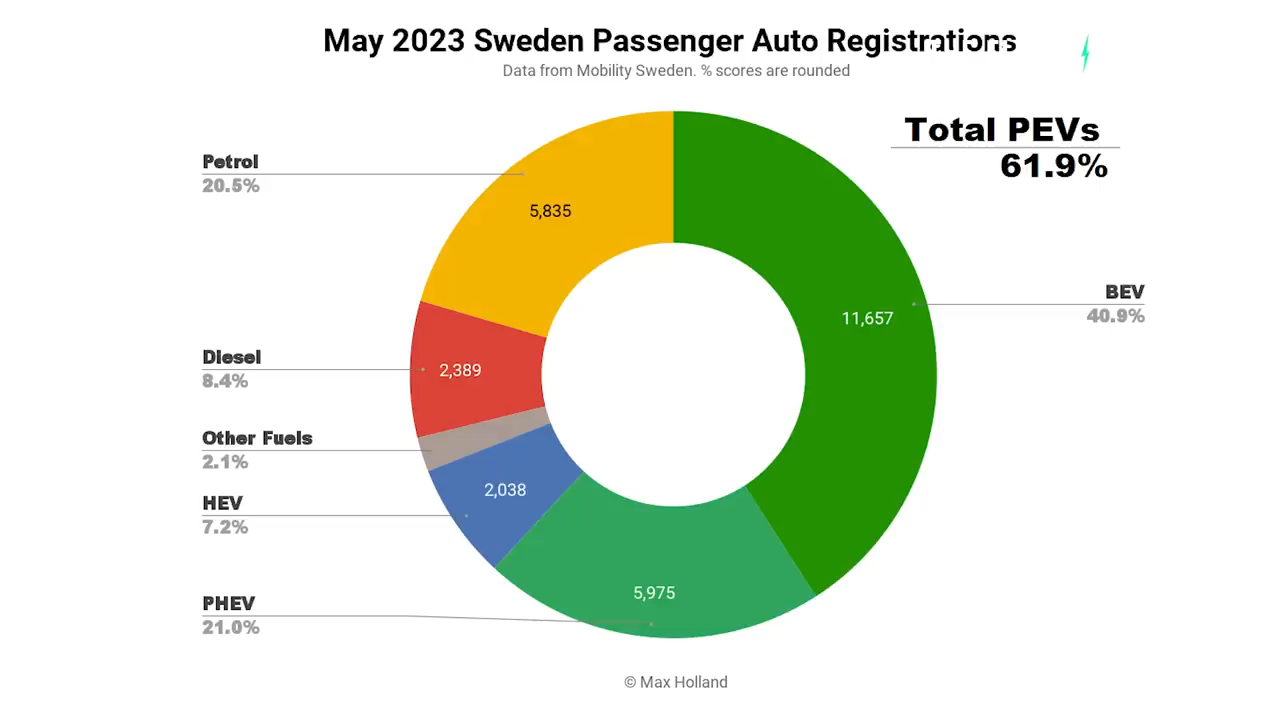 May 2023 Sweden Passenger Auto Registrations
Data from Mobility Sweden. % scores are rounded
Total PEVs
61.9%
Petrol
20.5%
5,835
BEV
40.9%
11,657
Diesel
8.4%
2,389
Other Fuels
2.1%
HEV
7.2%
2,038
PHEV
21.0%
5,975
© Max Holland